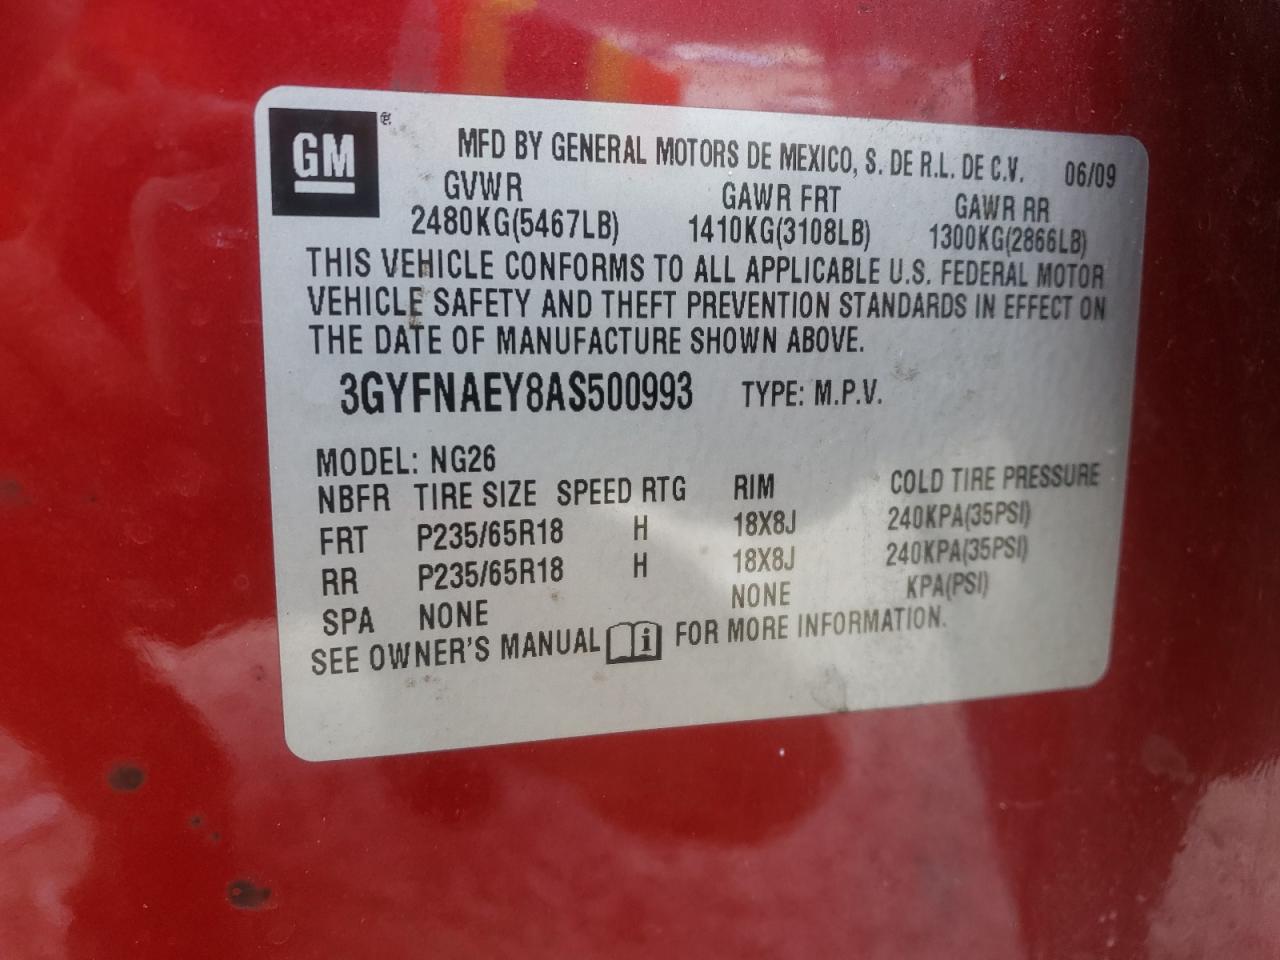 GM ®
MFD BY GENERAL MOTORS DE MEXICO, S. DE R.L. DE C.V. 06/09
GVWR GAWR FRT GAWR RR
2480KG(5467LB) 1410KG(3108LB) 1300KG(2866LB)
THIS VEHICLE CONFORMS TO ALL APPLICABLE U.S. FEDERAL MOTOR
VEHICLE SAFETY AND THEFT PREVENTION STANDARDS IN EFFECT ON
THE DATE OF MANUFACTURE SHOWN ABOVE.
3GYFNAEY8AS500993 TYPE: M.P.V.
MODEL: NG26
NBFR TIRE SIZE SPEED RTG RIM COLD TIRE PRESSURE
FRT P235/65R18 H 18X8J 240KPA(35PSI)
RR P235/65R18 H 18X8J 240KPA(35PSI)
SPA NONE NONE KPA(PSI)
SEE OWNER'S MANUAL i FOR MORE INFORMATION.